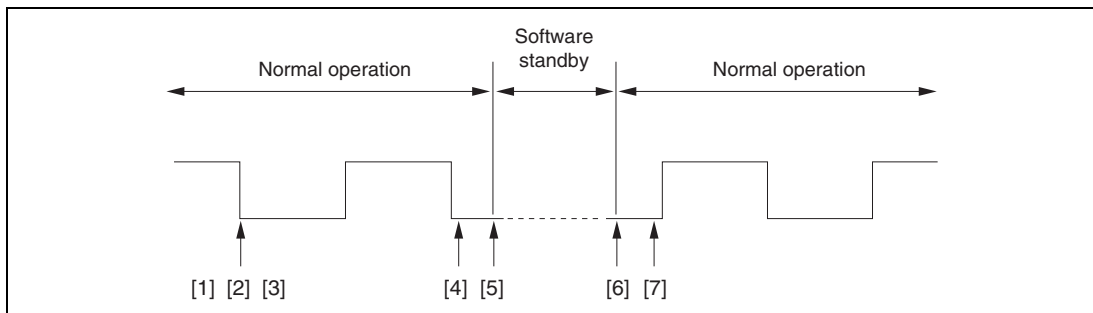 Software
standby
Normal operation
Normal operation
[1] [2] [3]
[4] [5]
[6] [7]